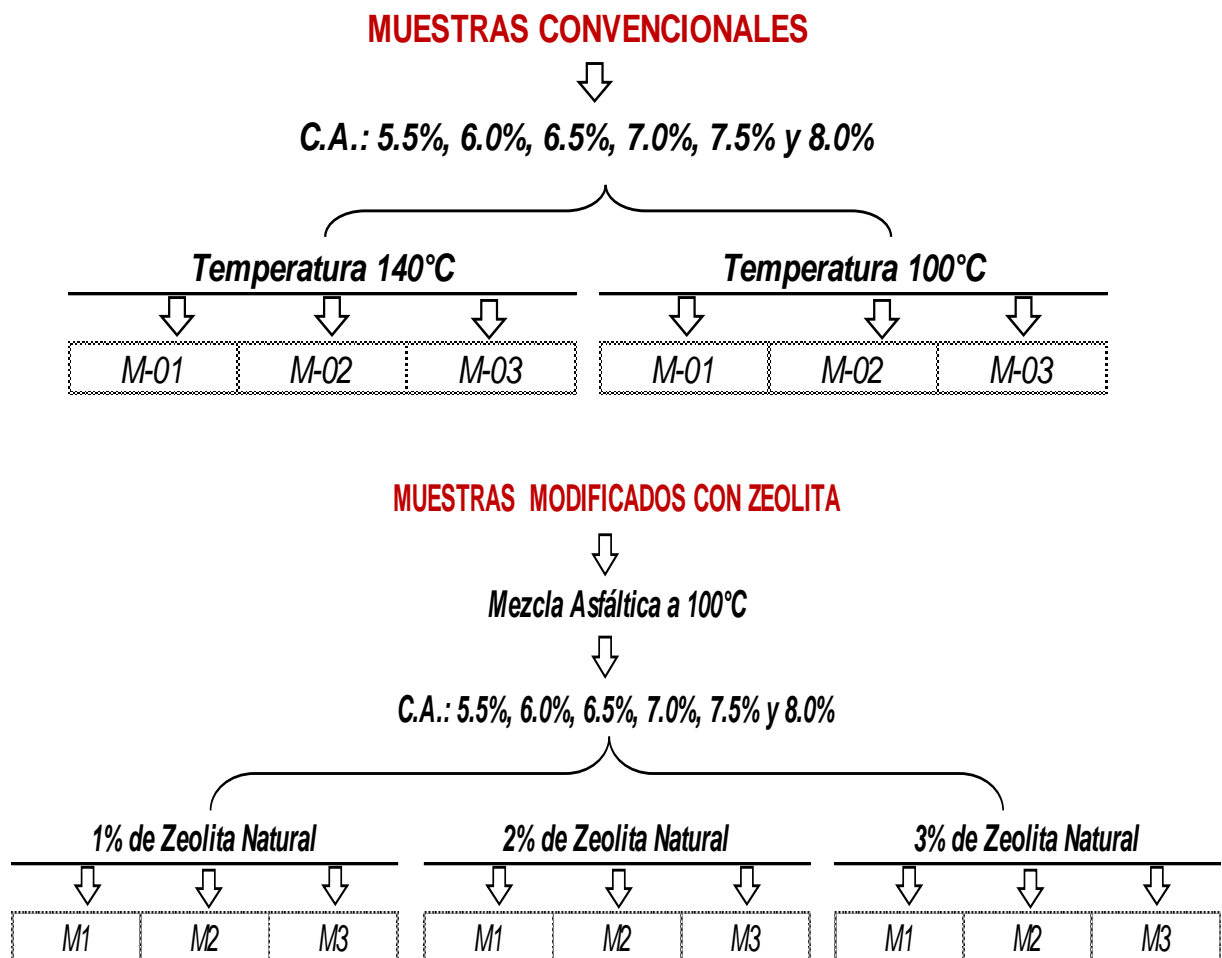 MUESTRAS CONVENCIONALES
C.A.: 5.5%, 6.0%, 6.5%, 7.0%, 7.5% y 8.0%
Temperatura 140°C Temperatura 100°C
M-01 M-02 M-03 M-01 M-02 M-03
MUESTRAS MODIFICADOS CON ZEOLITA
Mezcla Asfáltica a 100°C
C.A.: 5.5%, 6.0%, 6.5%, 7.0%, 7.5% y 8.0%
1% de Zeolita Natural 2% de Zeolita Natural 3% de Zeolita Natural
M1 M2 M3 M1 M2 M3 M1 M2 M3